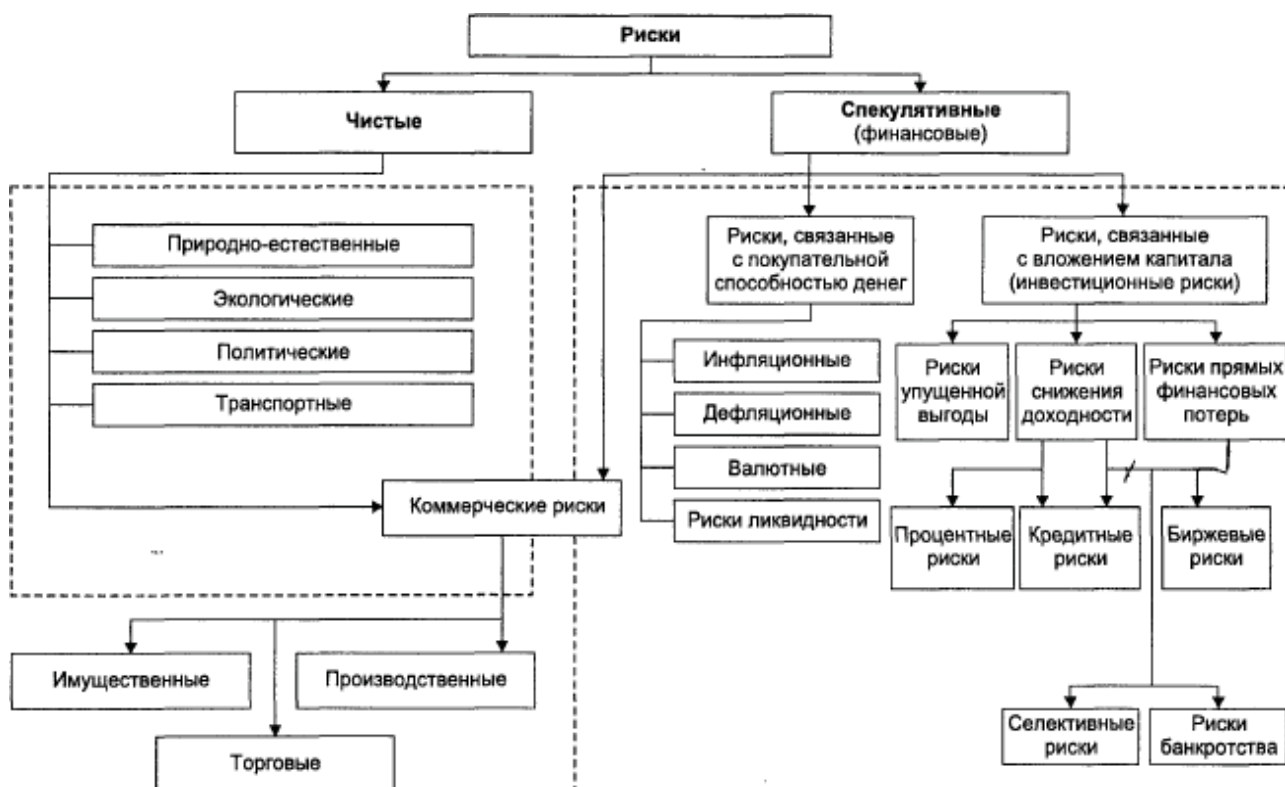 Риски
Чистые
Спекулятивные
(финансовые)
Природно-естественные
Экологические
Политические
Транспортные
Коммерческие риски
Имущественные
Производственные
Торговые
Риски, связанные
с покупательной
способностью денег
Инфляционные
Дефляционные
Валютные
Риски ликвидности
Риски, связанные
с вложением капитала
(инвестиционные риски)
Риски
упущенной
выгоды
Риски
снижения
доходности
Риски прямых
финансовых
потерь
Процентные
риски
Кредитные
риски
Биржевые
риски
Селективные
риски
Риски
банкротства